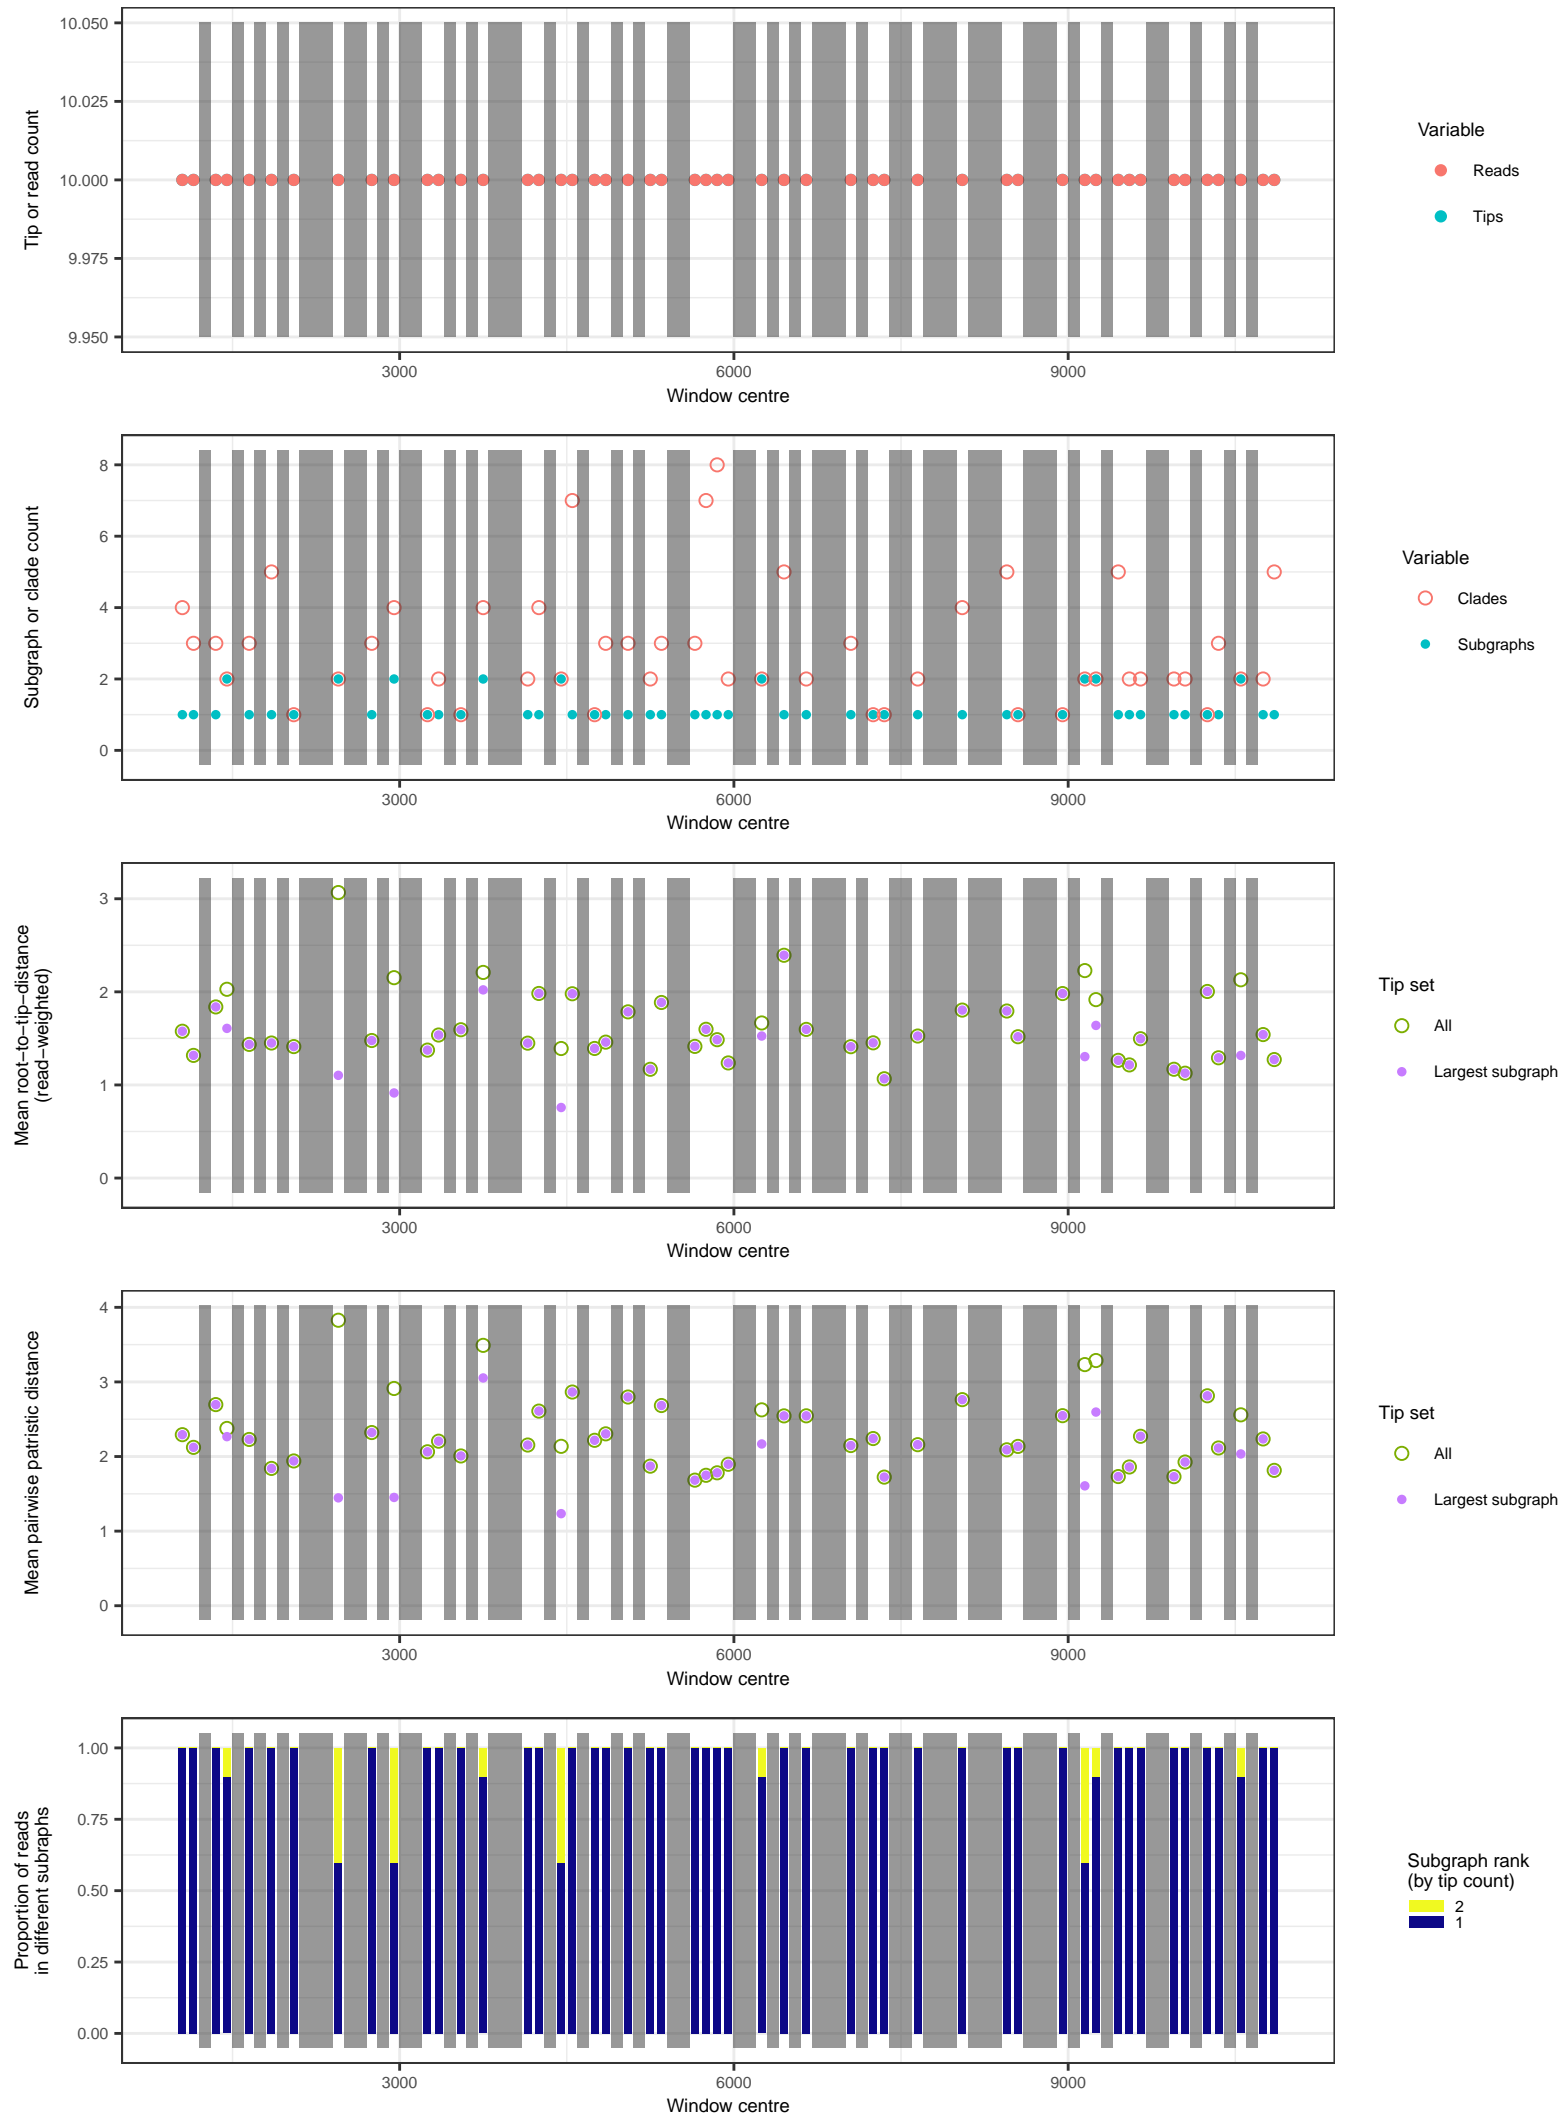 10.050
10.025
10.000
9.975
9.950
Tip or read count
3000
6000
9000
Window centre
Variable
Reads
Tips
8
6
4
2
0
Subgraph or clade count
3000
6000
9000
Window centre
Variable
Clades
Subgraphs
3
2
1
0
Mean root−to−tip−distance
(read−weighted)
3000
6000
9000
Window centre
Tip set
All
Largest subgraph
4
3
2
1
0
Mean pairwise patristic distance
3000
6000
9000
Window centre
Tip set
All
Largest subgraph
1.00
0.75
0.50
0.25
0.00
Proportion of reads
in different subraphs
3000
6000
9000
Window centre
Subgraph rank
(by tip count)
2
1